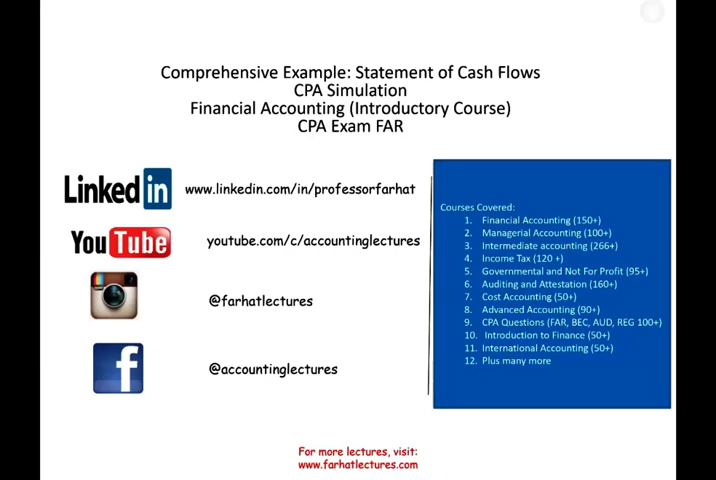 Comprehensive Example: Statement of Cash Flows
CPA Simulation
Financial Accounting (Introductory Course)
CPA Exam FAR
Linked in
www.linkedin.com/in/professorfarhat
YouTube
youtube.com/c/accountinglectures
@farhatlectures
f
@accountinglectures
Courses Covered:
1. Financial Accounting (150+)
2. Managerial Accounting (100+)
3. Intermediate accounting (266+)
4. Income Tax (120 +)
5. Governmental and Not For Profit (95+)
6. Auditing and Attestation (160+)
7. Cost Accounting (50+)
8. Advanced Accounting (90+)
9. CPA Questions (FAR, BEC, AUD, REG 100+)
10. Introduction to Finance (50+)
11. International Accounting (50+)
12. Plus many more
For more lectures, visit:
www.farhatlectures.com